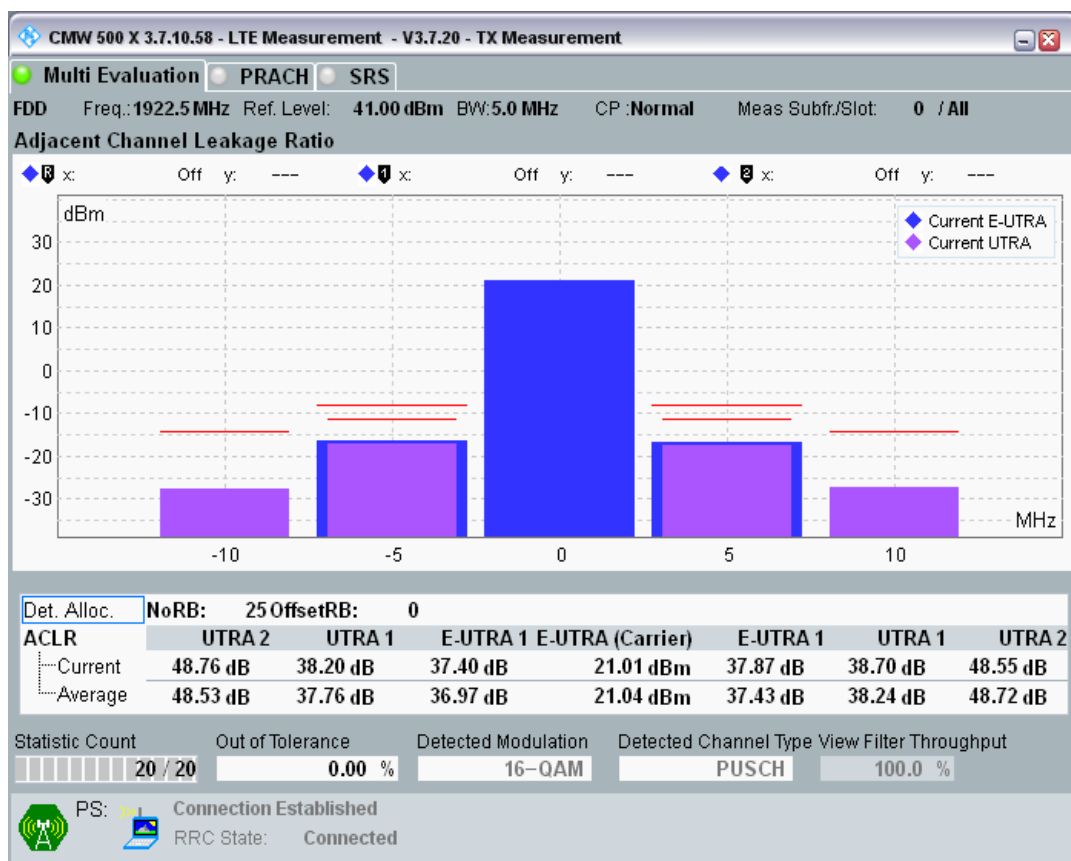 CMW 500 X 3.7.10.58 - LTE Measurement - V3.7.20 - TX Measurement
Multi Evaluation PRACH SRS
FDD Freq.:1922.5 MHz Ref. Level: 41.00 dBm BW:5.0 MHz CP :Normal Meas Subfr./Slot: 0 / All
Adjacent Channel Leakage Ratio
R x: Off y: --- 1 x: Off y: --- 2 x: Off y: ---
dBm
Current E-UTRA
Current UTRA
30
20
10
0
-10
-20
-30
MHz
-10 -5 0 5 10
Det. Alloc. NoRB: 25 OffsetRB: 0
ACLR UTRA 2 UTRA 1 E-UTRA 1 E-UTRA (Carrier) E-UTRA 1 UTRA 1 UTRA 2
Current 48.76 dB 38.20 dB 37.40 dB 21.01 dBm 37.87 dB 38.70 dB 48.55 dB
Average 48.53 dB 37.76 dB 36.97 dB 21.04 dBm 37.43 dB 38.24 dB 48.72 dB
Statistic Count Out of Tolerance Detected Modulation Detected Channel Type View Filter Throughput
20 / 20 0.00 % 16-QAM PUSCH 100.0 %
PS: Connection Established
RRC State: Connected